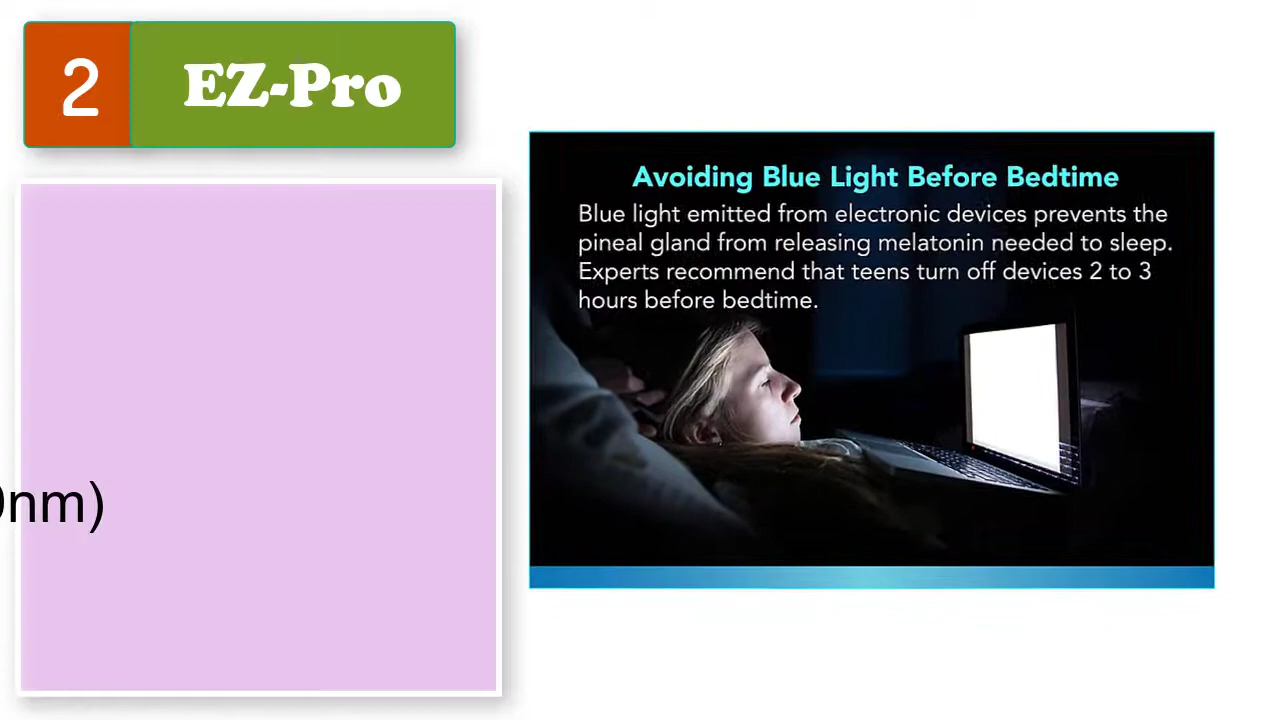 2
EZ-Pro
Avoiding Blue Light Before Bedtime
Blue light emitted from electronic devices prevents the
pineal gland from releasing melatonin needed to sleep.
Experts recommend that teens turn off devices 2 to 3
hours before bedtime.
nm)